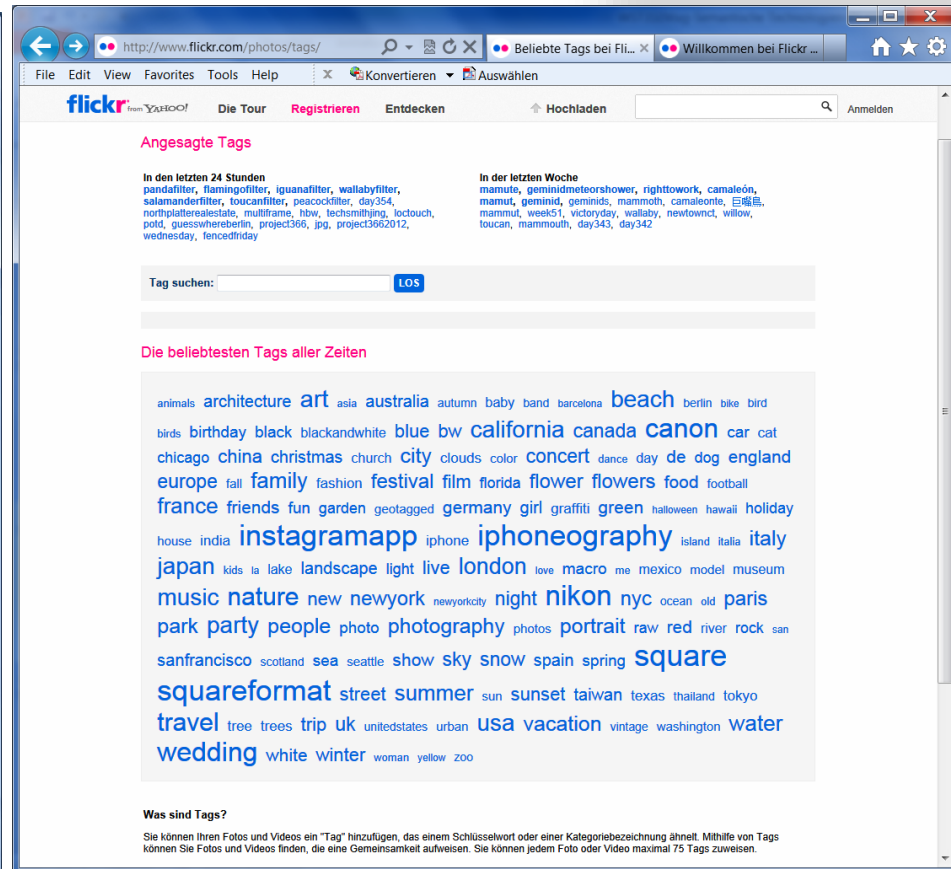 http://www.flickr.com/photos/tags/
Beliebte Tags bei Fli...
Willkommen bei Flickr ...
File Edit View Favorites Tools Help x Konvertieren Auswählen
flickr from YAHOO! Die Tour Registrieren Entdecken Hochladen Anmelden
Angesagte Tags
In den letzten 24 Stunden
pandafilter, flamingofilter, iguanafilter, wallabyfilter,
salamanderfilter, toucanfilter, peacockfilter, day354,
northplatterealestate, multiframe, hbw, techsmithjing, loctouch,
potd, guesswhereberlin, project366, jpg, project3662012,
wednesday, fencedfriday
In der letzten Woche
mamute, geminidmeteorshower, righttowork, camaleón,
mamut, geminid, geminids, mammoth, camaleonte, 巨嘴鳥,
mammut, week51, victoryday, wallaby, newtownct, willow,
toucan, mammouth, day343, day342
Tag suchen: LOS
Die beliebtesten Tags aller Zeiten
animals architecture art asia australia autumn baby band barcelona beach berlin bike bird
birds birthday black blackandwhite blue bw california canada canon car cat
chicago china christmas church city clouds color concert dance day de dog england
europe fall family fashion festival film florida flower flowers food football
france friends fun garden geotagged germany girl graffiti green halloween hawaii holiday
house india instagramapp iphone iphoneography island italia italy
japan kids la lake landscape light live london love macro me mexico model museum
music nature new newyork newyorkcity night nikon nyc ocean old paris
park party people photo photography photos portrait raw red river rock san
sanfrancisco scotland sea seattle show sky snow spain spring square
squareformat street summer sun sunset taiwan texas thailand tokyo
travel tree trees trip uk unitedstates urban usa vacation vintage washington water
wedding white winter woman yellow zoo
Was sind Tags?
Sie können Ihren Fotos und Videos ein "Tag" hinzufügen, das einem Schlüsselwort oder einer Kategoriebezeichnung ähnelt. Mithilfe von Tags
können Sie Fotos und Videos finden, die eine Gemeinsamkeit aufweisen. Sie können jedem Foto oder Video maximal 75 Tags zuweisen.